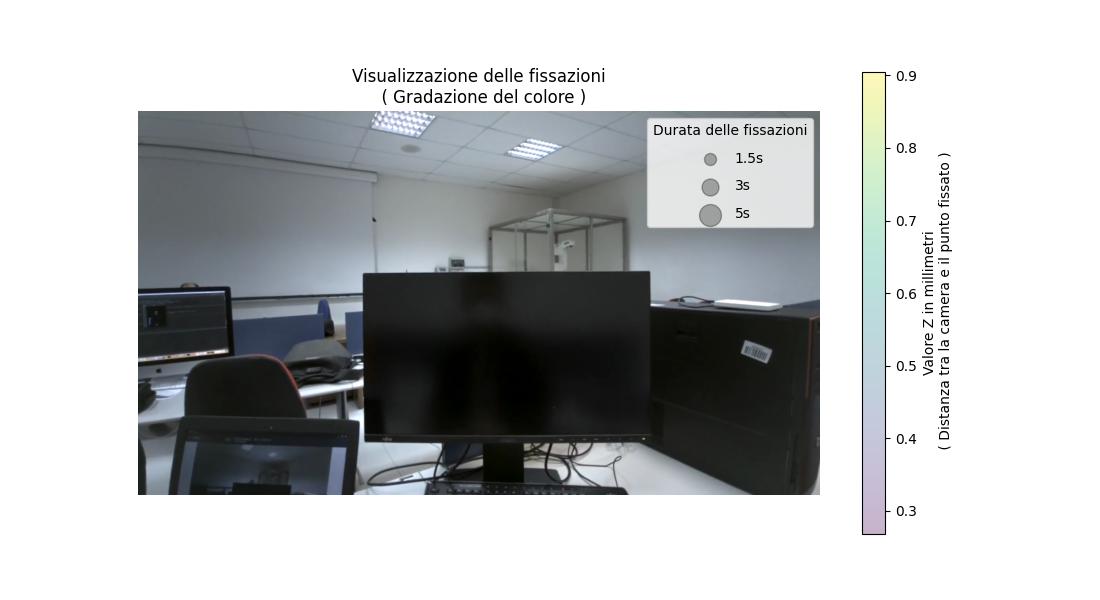 Visualizzazione delle fissazioni
( Gradazione del colore )
Durata delle fissazioni
1.5s
3s
5s
0.9
0.8
0.7
0.6
0.5
0.4
0.3
Valore Z in millimetri
( Distanza tra la camera e il punto fissato )